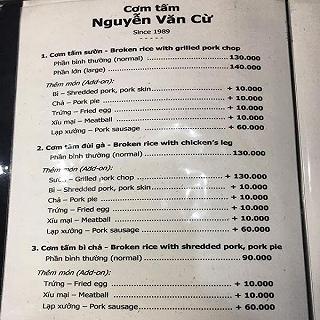 Cơm tấm
Nguyễn Văn Cừ
Since 1989
-----
1. Cơm tấm sườn - Broken rice with grilled pork chop
Phần bình thường (normal) ........ 130.000
Phần lớn (large) ........ 140.000
Thêm món (Add-on):
Bì – Shredded pork, pork skin ........ + 10.000
Chả – Pork pie ........ + 10.000
Trứng – Fried egg ........ + 10.000
Xíu mại – Meatball ........ + 10.000
Lạp xưởng – Pork sausage ........ + 60.000
2. Cơm tấm đùi gà - Broken rice with chicken's leg
Phần bình thường (normal) ........ 130.000
Thêm món (Add-on):
Sườn – Grilled pork chop ........ + 130.000
Bì – Shredded pork, pork skin ........ + 10.000
Chả – Pork pie ........ + 10.000
Trứng – Fried egg ........ + 10.000
Xíu mại – Meatball ........ + 10.000
Lạp xưởng – Pork sausage ........ + 60.000
3. Cơm tấm bì chả - Broken rice with shredded pork, pork pie
Phần bình thường (normal) ........ 90.000
Thêm món (Add-on):
Trứng – Fried egg ........ + 10.000
Xíu mại – Meatball ........ + 10.000
Lạp xưởng – Pork sausage ........ + 60.000